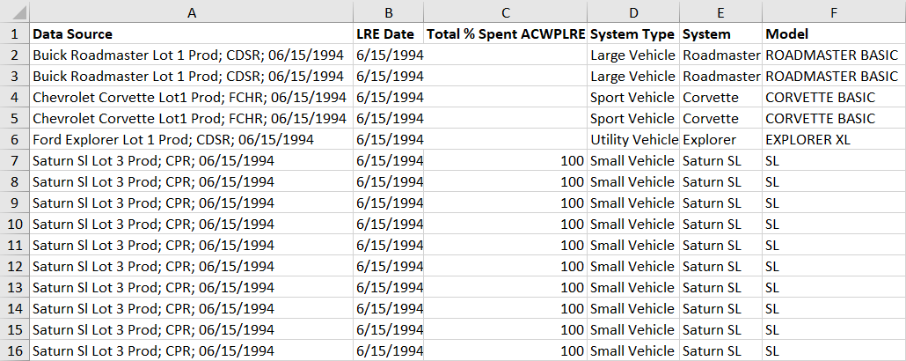 A B C D E F
1 Data Source LRE Date Total % Spent ACWPLRE System Type System Model
2 Buick Roadmaster Lot 1 Prod; CDSR; 06/15/1994 6/15/1994 Large Vehicle Roadmaster ROADMASTER BASIC
3 Buick Roadmaster Lot 1 Prod; CDSR; 06/15/1994 6/15/1994 Large Vehicle Roadmaster ROADMASTER BASIC
4 Chevrolet Corvette Lot1 Prod; FCHR; 06/15/1994 6/15/1994 Sport Vehicle Corvette CORVETTE BASIC
5 Chevrolet Corvette Lot1 Prod; FCHR; 06/15/1994 6/15/1994 Sport Vehicle Corvette CORVETTE BASIC
6 Ford Explorer Lot 1 Prod; CDSR; 06/15/1994 6/15/1994 Utility Vehicle Explorer EXPLORER XL
7 Saturn Sl Lot 3 Prod; CPR; 06/15/1994 6/15/1994 100 Small Vehicle Saturn SL SL
8 Saturn Sl Lot 3 Prod; CPR; 06/15/1994 6/15/1994 100 Small Vehicle Saturn SL SL
9 Saturn Sl Lot 3 Prod; CPR; 06/15/1994 6/15/1994 100 Small Vehicle Saturn SL SL
10 Saturn Sl Lot 3 Prod; CPR; 06/15/1994 6/15/1994 100 Small Vehicle Saturn SL SL
11 Saturn Sl Lot 3 Prod; CPR; 06/15/1994 6/15/1994 100 Small Vehicle Saturn SL SL
12 Saturn Sl Lot 3 Prod; CPR; 06/15/1994 6/15/1994 100 Small Vehicle Saturn SL SL
13 Saturn Sl Lot 3 Prod; CPR; 06/15/1994 6/15/1994 100 Small Vehicle Saturn SL SL
14 Saturn Sl Lot 3 Prod; CPR; 06/15/1994 6/15/1994 100 Small Vehicle Saturn SL SL
15 Saturn Sl Lot 3 Prod; CPR; 06/15/1994 6/15/1994 100 Small Vehicle Saturn SL SL
16 Saturn Sl Lot 3 Prod; CPR; 06/15/1994 6/15/1994 100 Small Vehicle Saturn SL SL